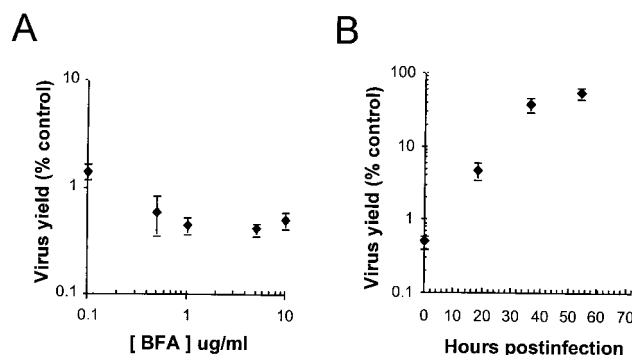 A
Virus yield (% control)
10
1
0.1
0.1
1
10
[ BFA ] ug/ml
B
Virus yield (% control)
100
10
1
0.1
0 10 20 30 40 50 60 70
Hours postinfection